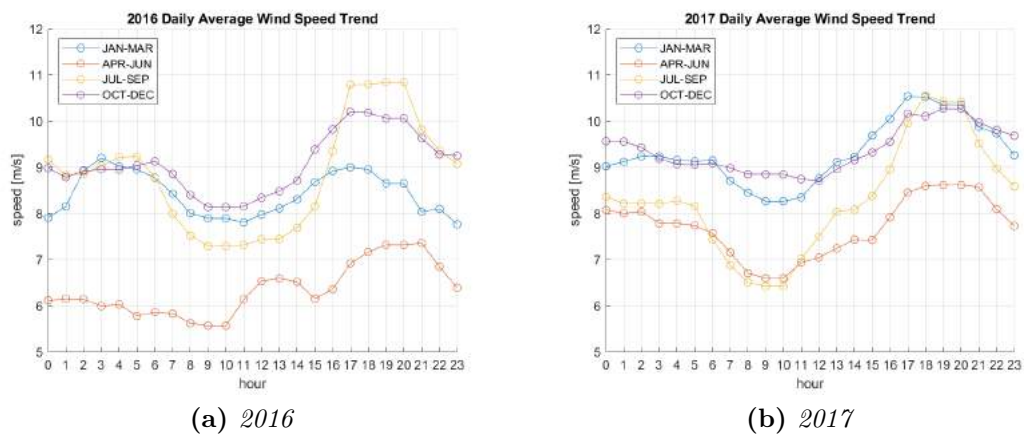 2016 Daily Average Wind Speed Trend
12
11
10
9
8
7
6
5
speed [m/s]
JAN-MAR
APR-JUN
JUL-SEP
OCT-DEC
0 1 2 3 4 5 6 7 8 9 10 11 12 13 14 15 16 17 18 19 20 21 22 23
hour
(a) 2016
2017 Daily Average Wind Speed Trend
12
11
10
9
8
7
6
5
speed [m/s]
JAN-MAR
APR-JUN
JUL-SEP
OCT-DEC
0 1 2 3 4 5 6 7 8 9 10 11 12 13 14 15 16 17 18 19 20 21 22 23
hour
(b) 2017